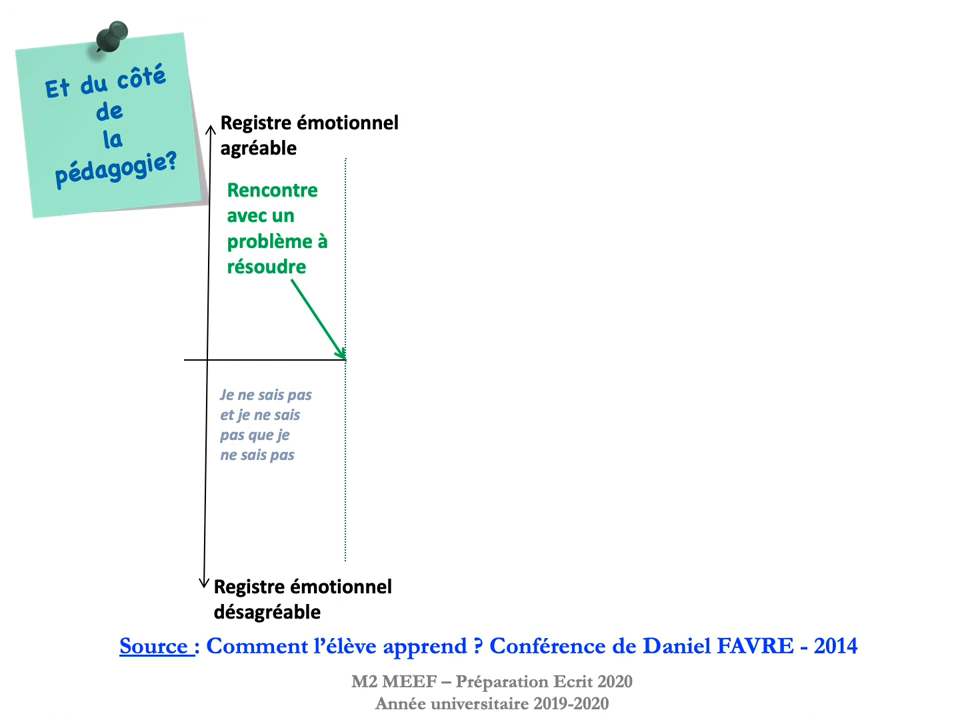 Et du côté
de
la
pédagogie?
Registre émotionnel
agréable
Rencontre
avec un
problème à
résoudre
Je ne sais pas
et je ne sais
pas que je
ne sais pas
Registre émotionnel
désagréable
Source : Comment l’élève apprend ? Conférence de Daniel FAVRE - 2014
M2 MEEF – Préparation Ecrit 2020
Année universitaire 2019-2020